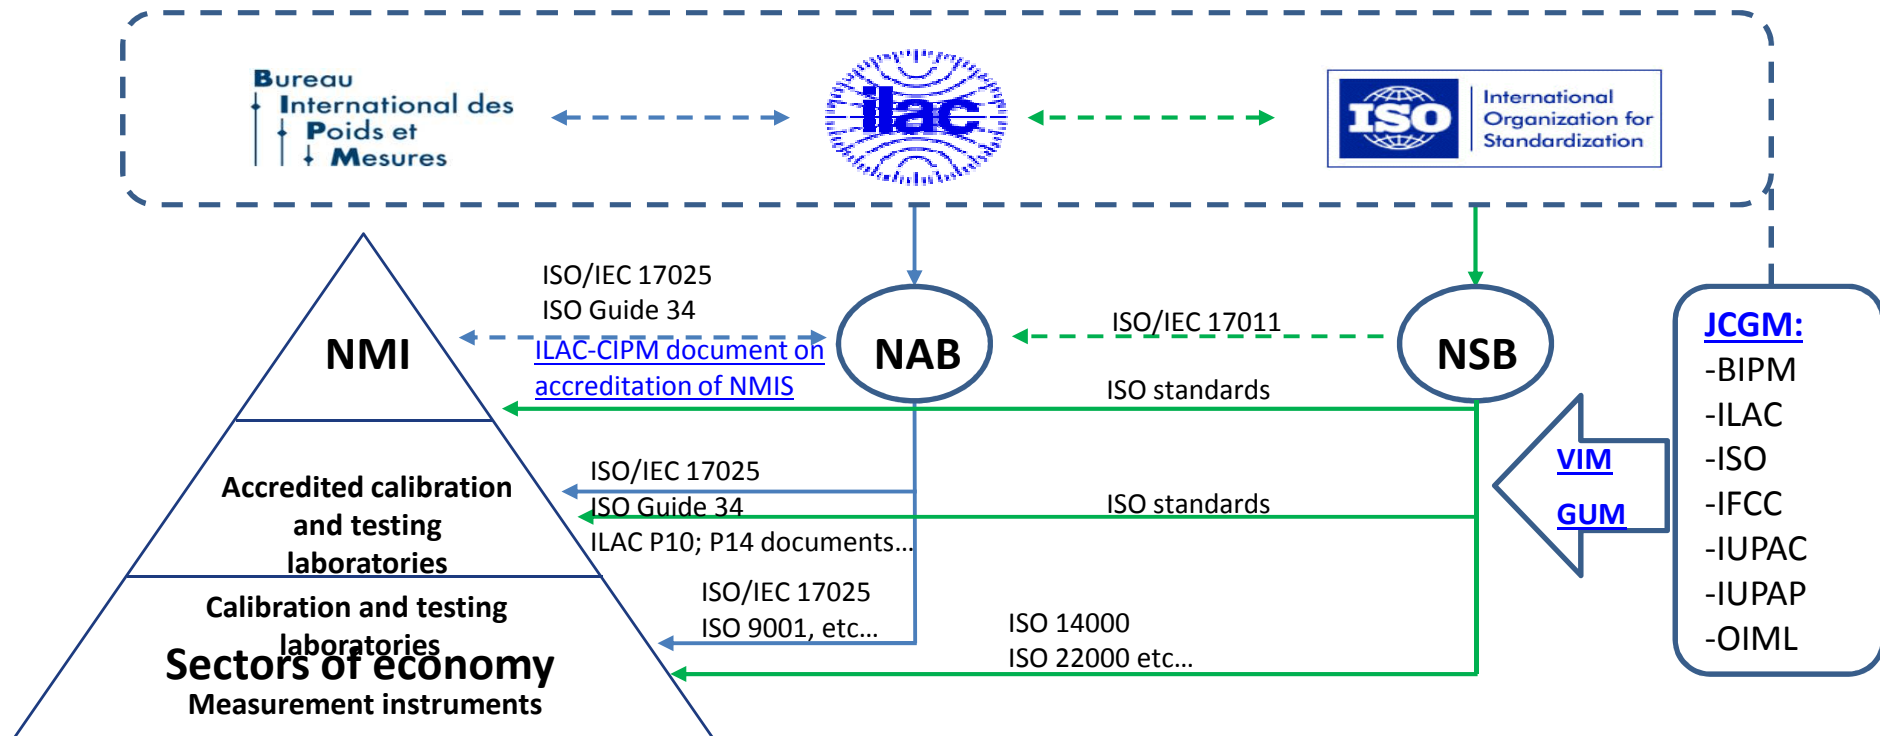 Bureau
International des
Poids et
Mesures
ilac
ISO
International
Organization for
Standardization
ISO/IEC 17025
ISO Guide 34
ILAC-CIPM document on
accreditation of NMIS
NMI
NAB
ISO/IEC 17011
NSB
ISO standards
JCGM:
-BIPM
-ILAC
-ISO
-IFCC
-IUPAC
-IUPAP
-OIML
VIM
GUM
Accredited calibration
and testing
laboratories
ISO/IEC 17025
ISO Guide 34
ILAC P10; P14 documents...
ISO standards
Calibration and testing
laboratories
Sectors of economy
Measurement instruments
ISO/IEC 17025
ISO 9001, etc...
ISO 14000
ISO 22000 etc...